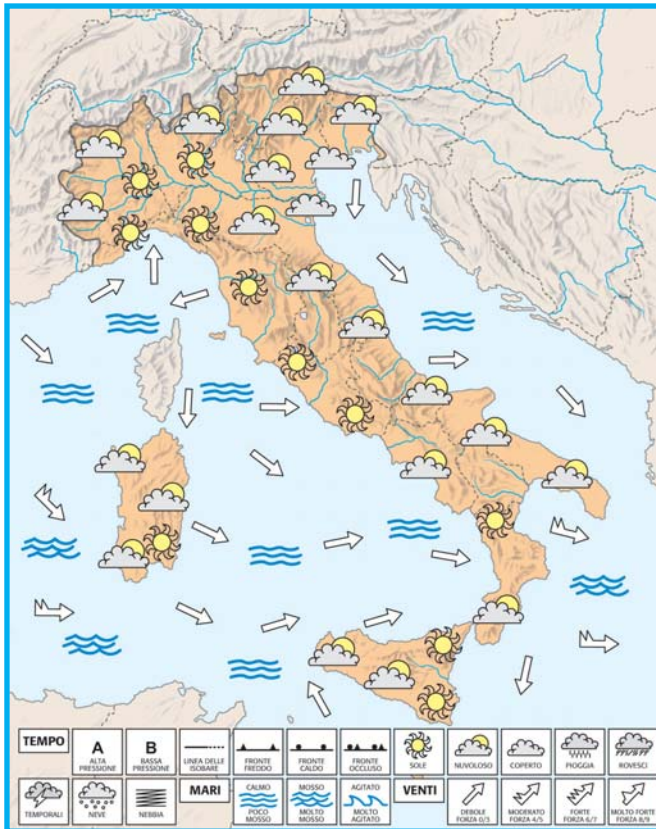 TEMPO
A
ALTA
PRESSIONE
B
BASSA
PRESSIONE
LINEA DELLE
ISOBARE
FRONTE
FREDDO
FRONTE
CALDO
FRONTE
OCCLUSO
SOLE
NUVOLOSO
COPERTO
PIOGGIA
ROVESCI
TEMPORALI
NEVE
NEBBIA
MARI
CALMO
POCO
MOSSO
MOSSO
MOLTO
MOSSO
AGITATO
MOLTO
AGITATO
VENTI
DEBOLE
FORZA 0/3
MODERATO
FORZA 4/5
FORTE
FORZA 6/7
MOLTO FORTE
FORZA 8/9